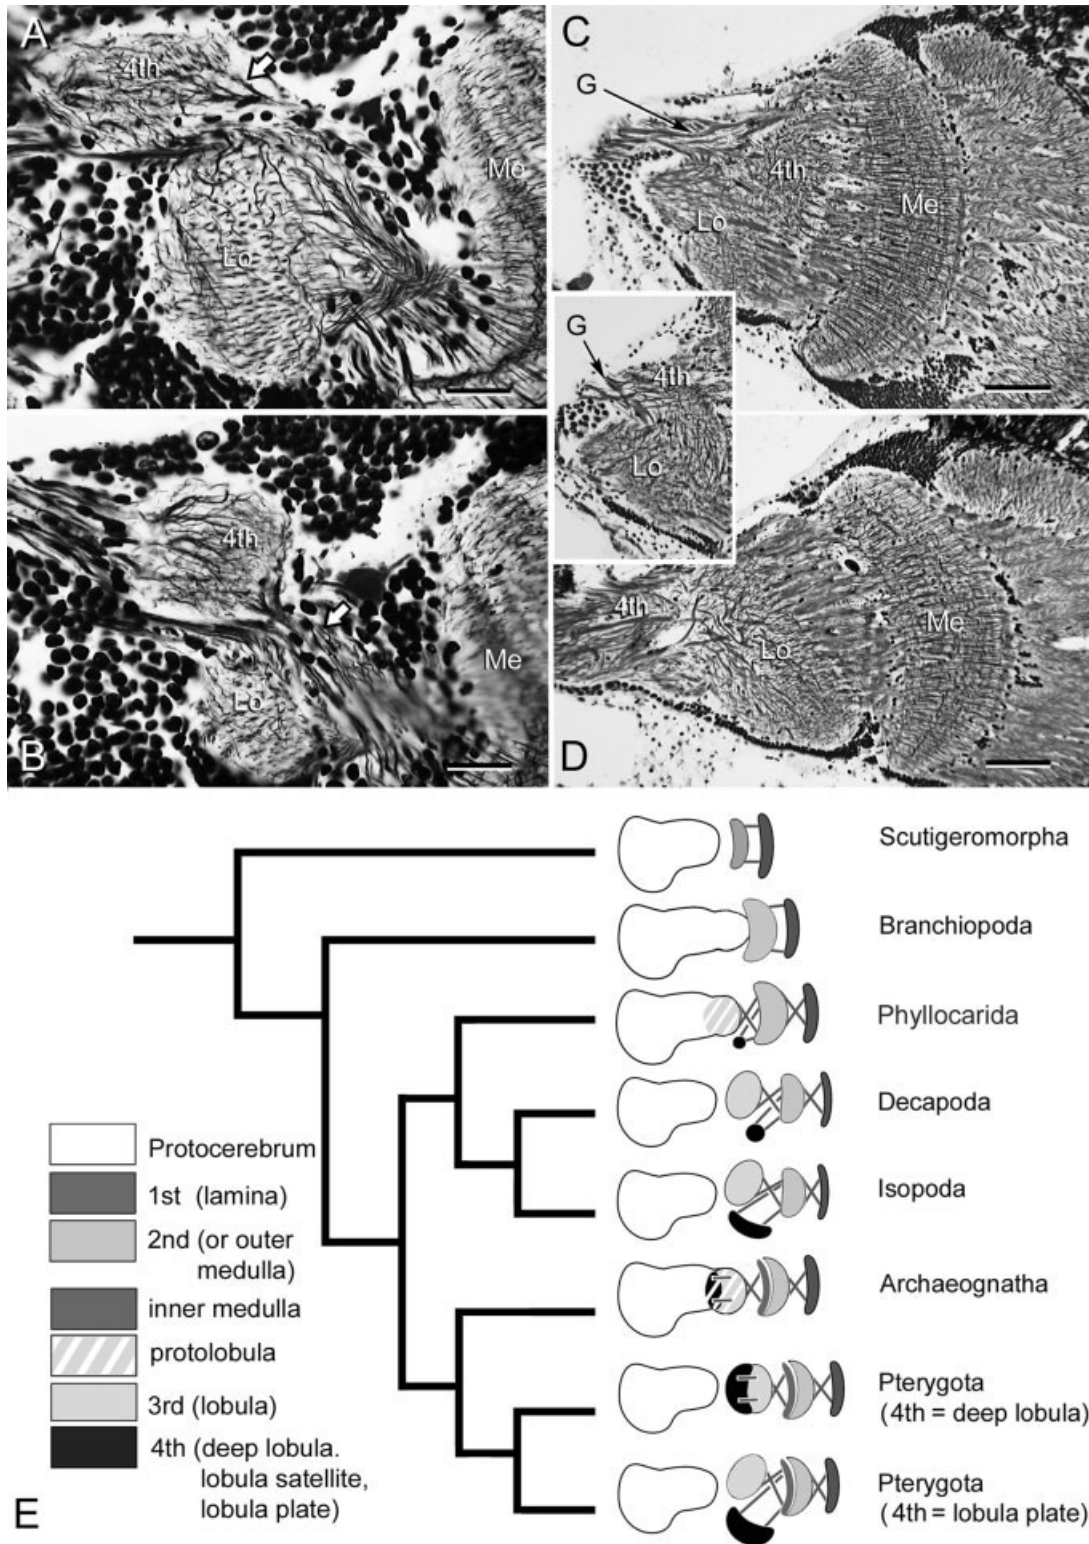 A
4th
Me
Lo
B
4th
Me
Lo
C
G
4th
Me
Lo
G
4th
Lo
D
4th
Me
Lo
Scutigeromorpha
Branchiopoda
Phyllocarida
Decapoda
Isopoda
Archaeognatha
Pterygota
(4th = deep lobula)
Pterygota
(4th = lobula plate)
Protocerebrum
1st (lamina)
2nd (or outer
medulla)
inner medulla
protolobula
3rd (lobula)
4th (deep lobula.
lobula satellite,
lobula plate)
E